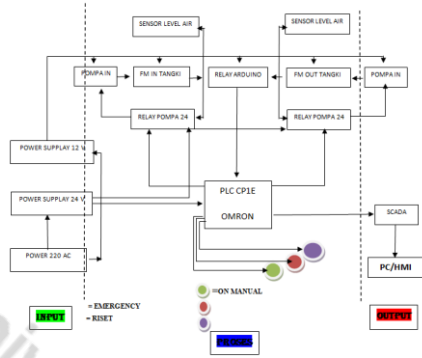 SENSOR LEVEL AIR
SENSOR LEVEL AIR
POMPA IN
FM IN TANGKI
RELAY ARDUINO
FM OUT TANGKI
POMPA IN
RELAY POMPA 24
RELAY POMPA 24
POWER SUPPLAY 12 V
PLC CP1E
OMRON
POWER SUPPLAY 24 V
SCADA
POWER 220 AC
PC/HMI
=ON MANUAL
INPUT
= EMERGENCY
= RISET
OUTPUT